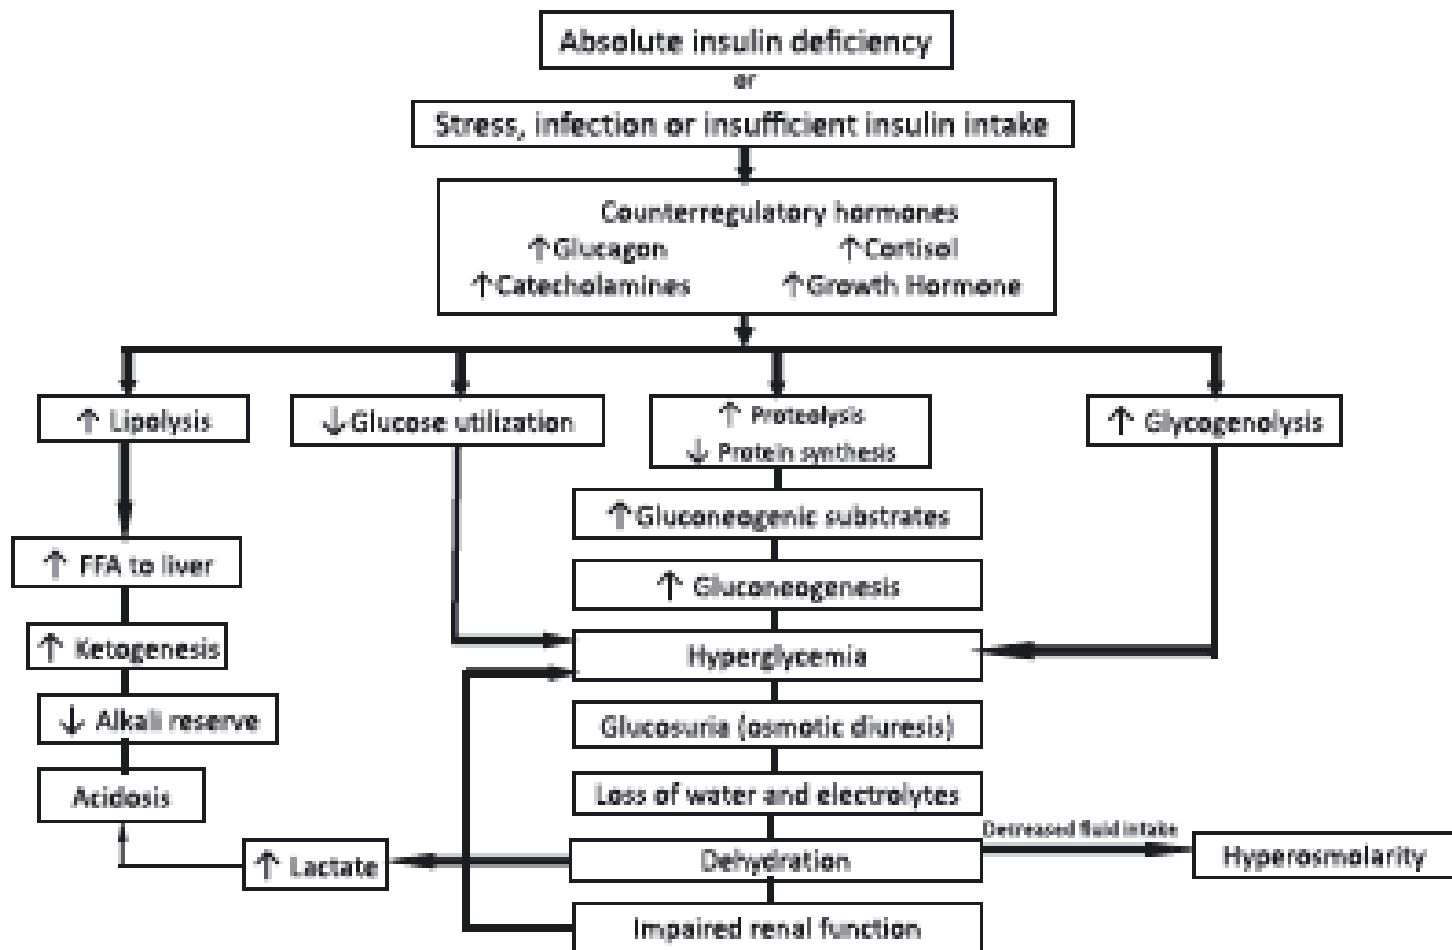 Absolute insulin deficiency
or
Stress, infection or insufficient insulin intake
Counterregulatory hormones
↑Glucagon ↑Cortisol
↑Catecholamines ↑Growth Hormone
↑ Lipolysis
↓Glucose utilization
↑ Proteolysis
↓ Protein synthesis
↑ Glycogenolysis
↑Gluconeogenic substrates
↑ FFA to liver
↑ Gluconeogenesis
↑ Ketogenesis
Hyperglycemia
↓ Alkali reserve
Glucosuria (osmotic diuresis)
Acidosis
Loss of water and electrolytes
Decreased fluid intake
↑ Lactate
Dehydration
Hyperosmolarity
Impaired renal function